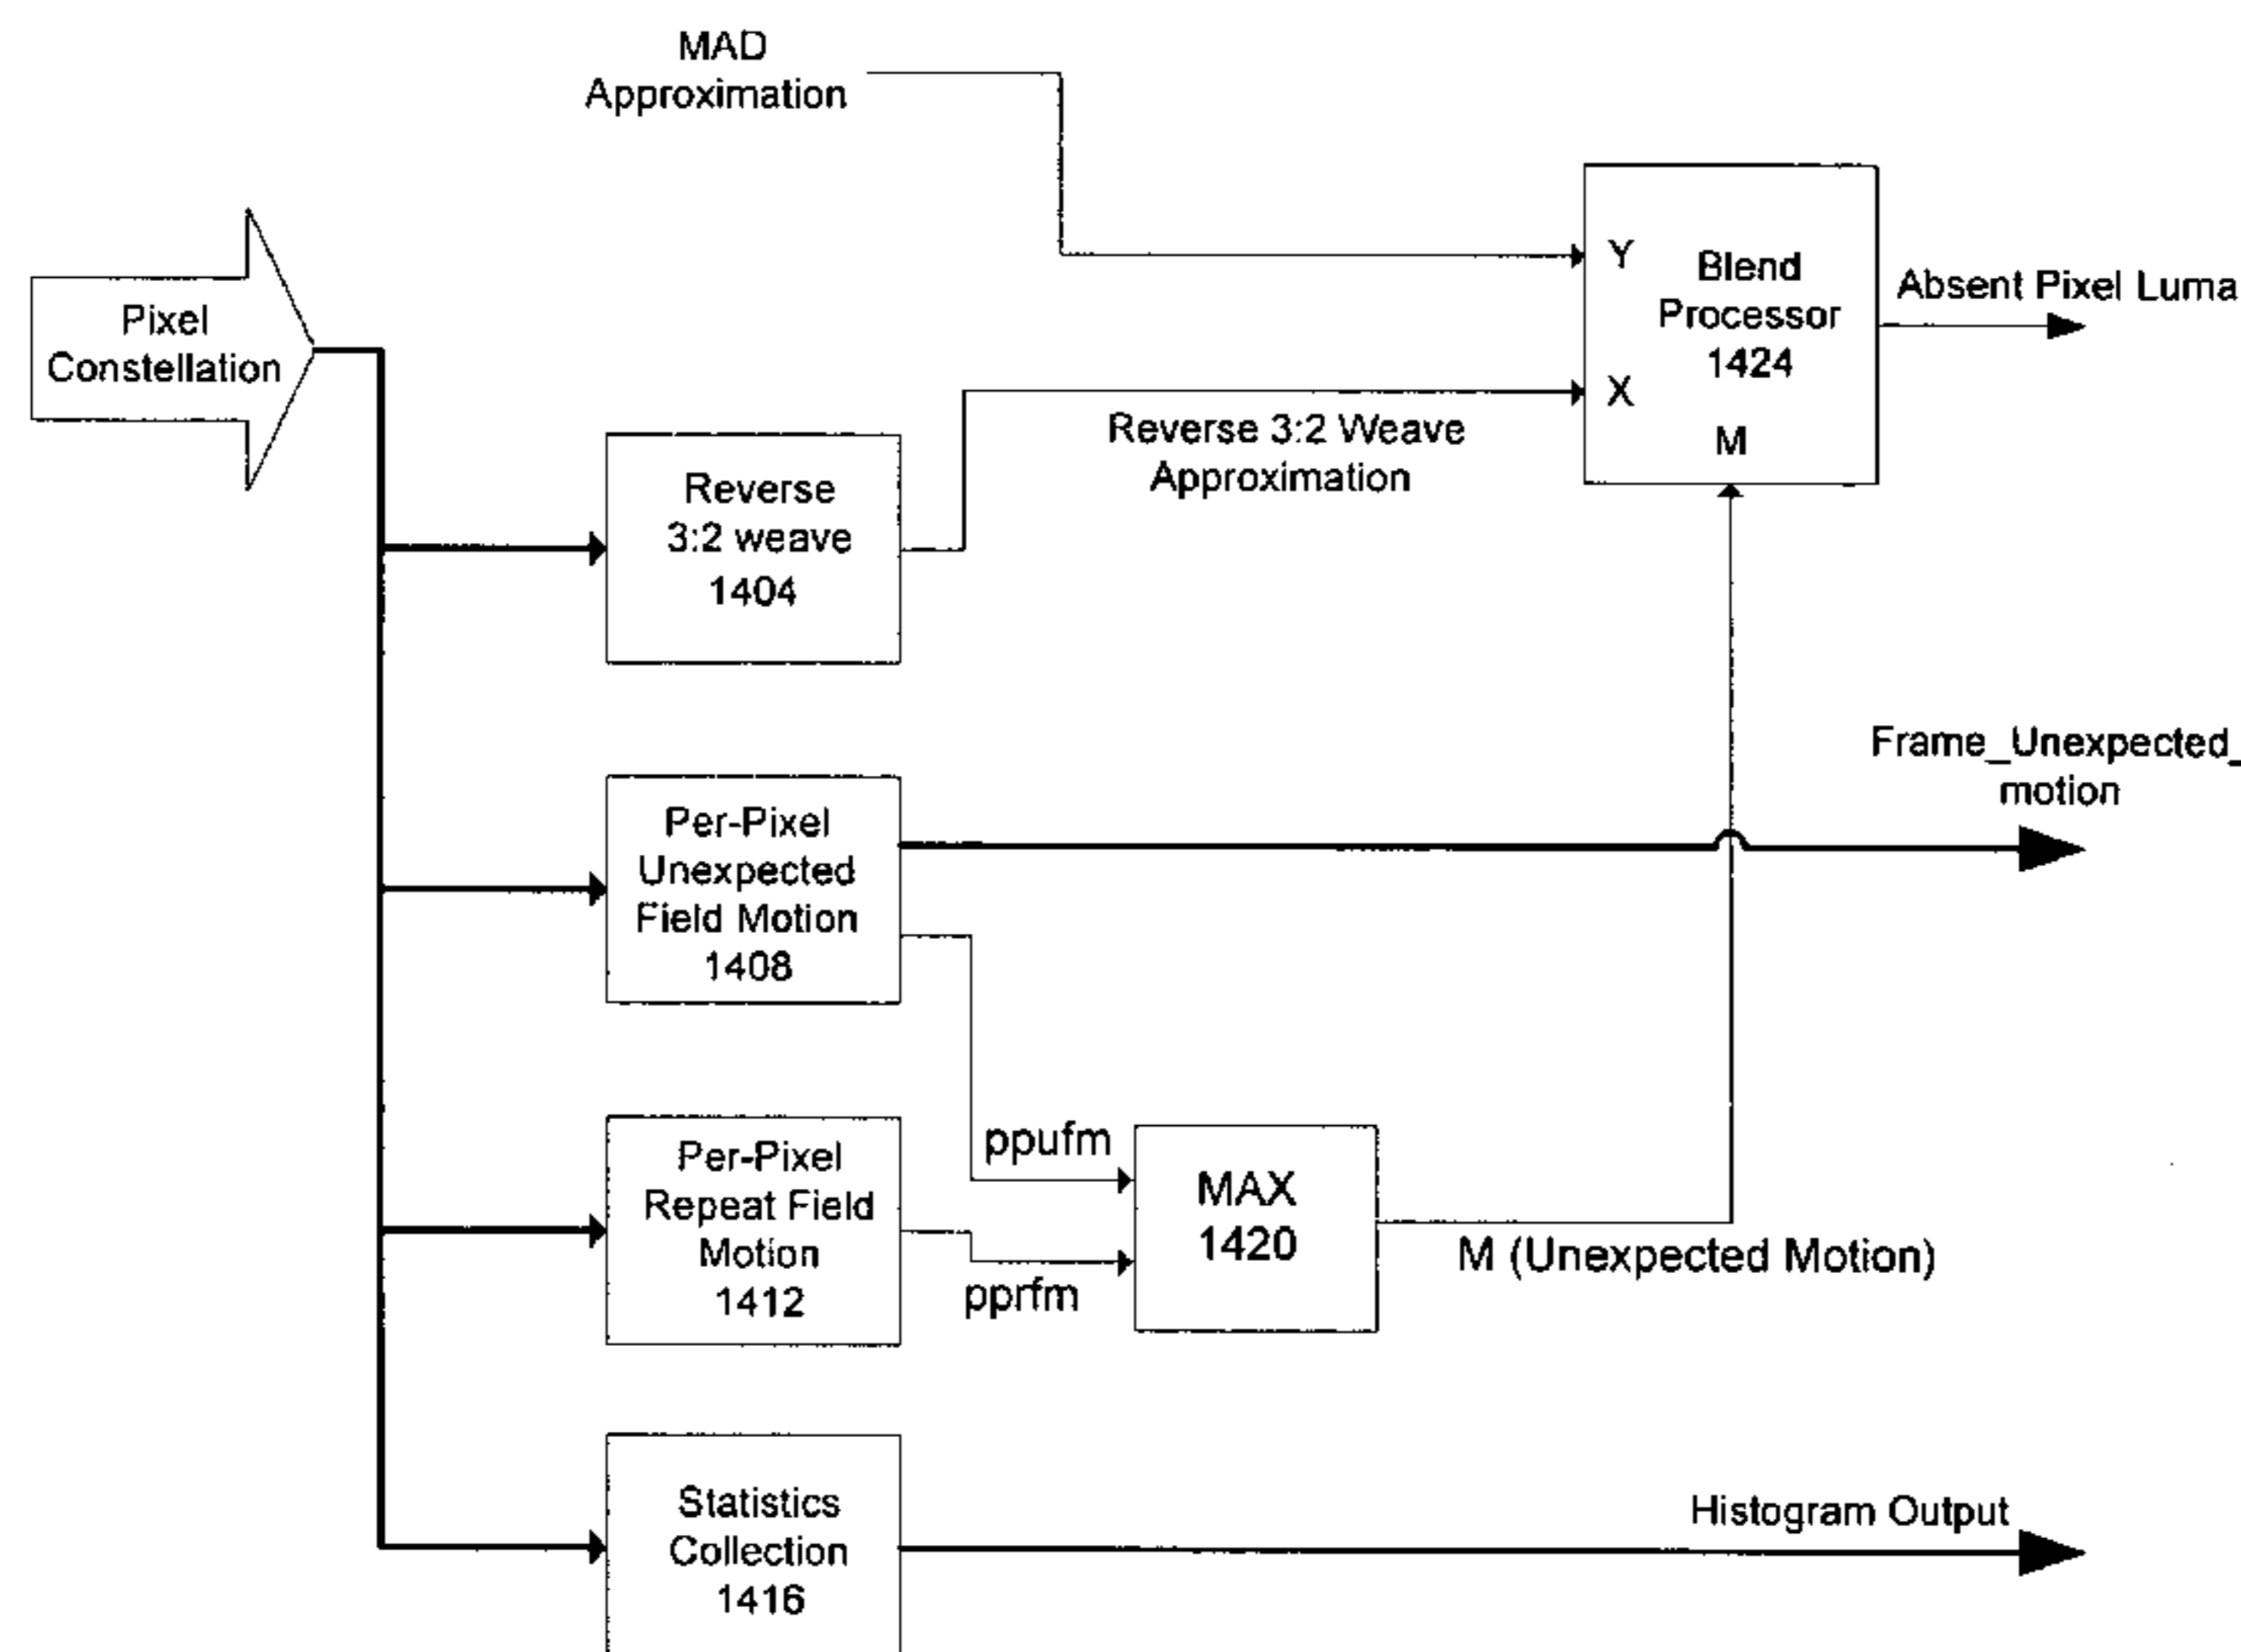 MAD
Approximation
Pixel
Constellation
Y
Blend
Processor
1424
X
M
Absent Pixel Luma
Reverse 3:2 Weave
Approximation
Reverse
3:2 weave
1404
Frame_Unexpected_
motion
Per-Pixel
Unexpected
Field Motion
1408
ppufm
Per-Pixel
Repeat Field
Motion
1412
pprfm
MAX
1420
M (Unexpected Motion)
Statistics
Collection
1416
Histogram Output